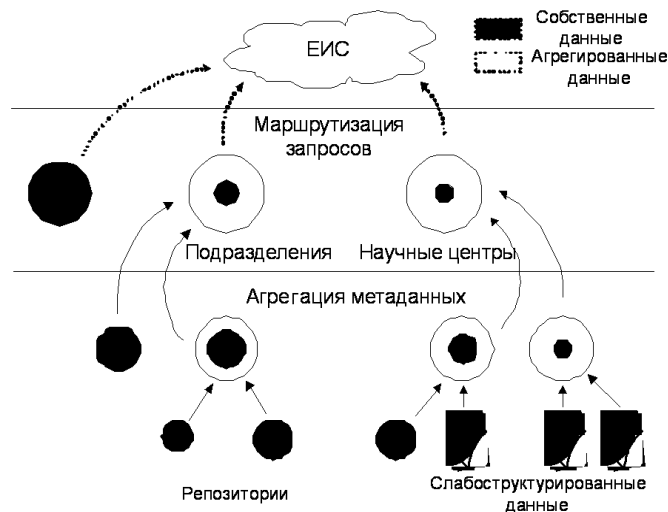 ЕИС
Собственные
данные
Агрегированные
данные
Маршрутизация
запросов
Подразделения
Научные центры
Агрегация метаданных
Репозитории
Слабоструктурированные
данные